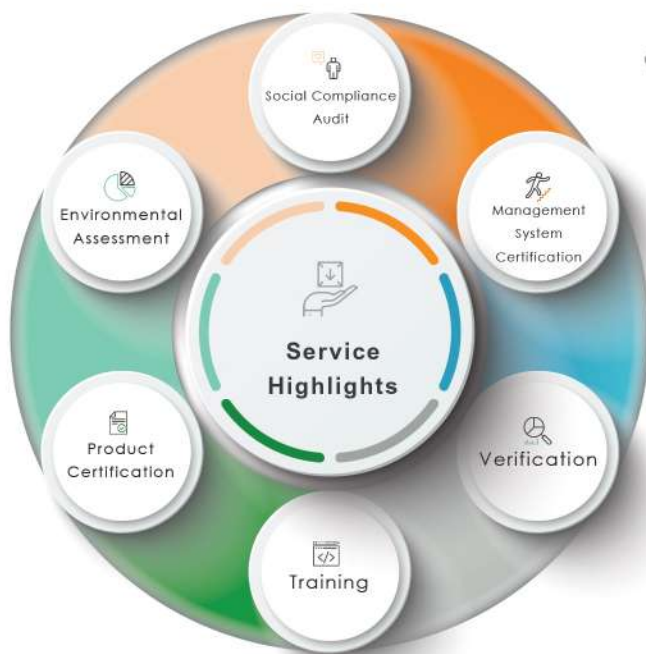 Social Compliance
Audit
Environmental
Assessment
Management
System
Certification
Service
Highlights
Product
Certification
Verification
Training